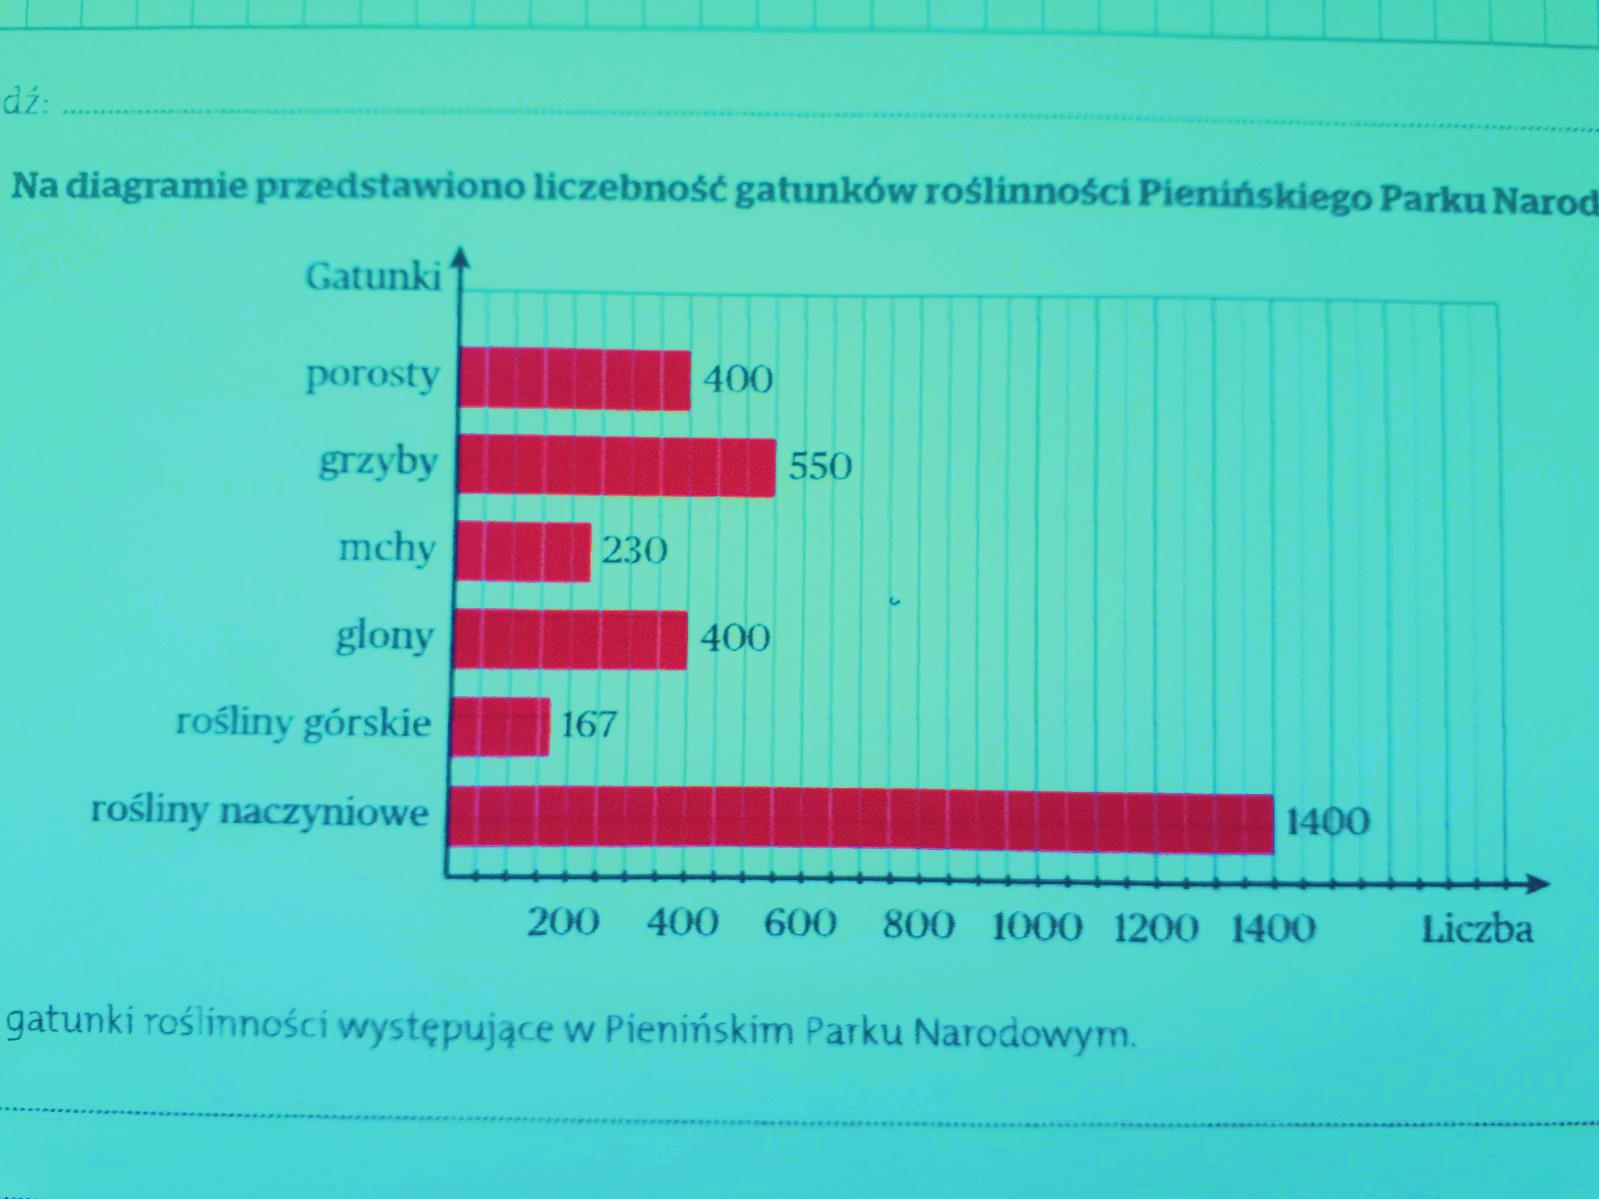 dź:
Na diagramie przedstawiono liczebność gatunków roślinności Pienińskiego Parku Narod
Gatunki
porosty 400
grzyby 550
mchy 230
glony 400
rośliny górskie 167
rośliny naczyniowe 1400
200 400 600 800 1000 1200 1400 Liczba
gatunki roślinności występujące w Pienińskim Parku Narodowym.